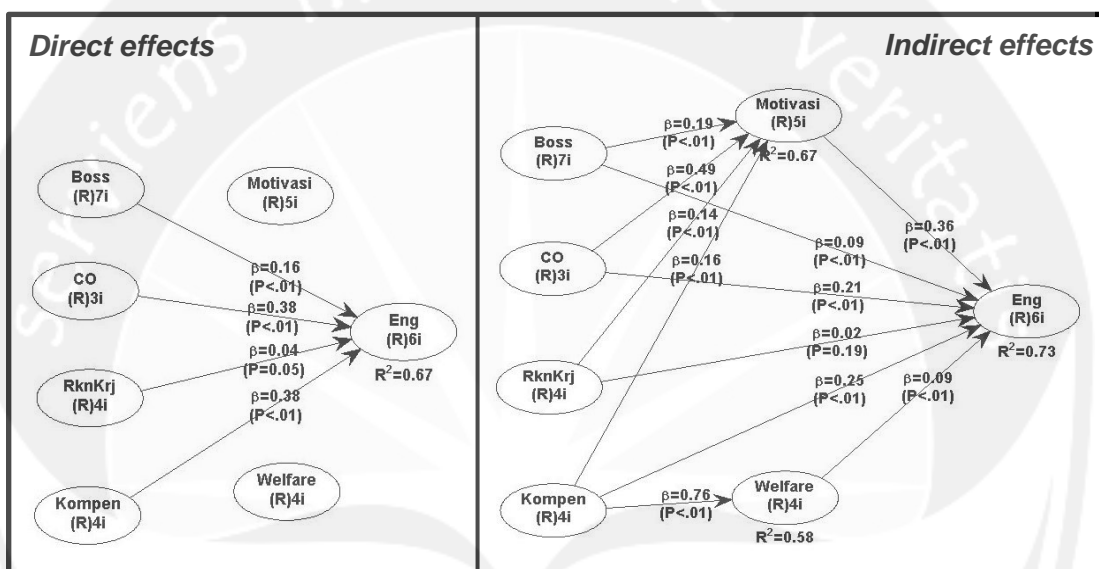 Direct effects
Boss
(R)7i
Motivasi
(R)5i
CO
(R)3i
β=0.16
(P<.01)
β=0.38
(P<.01)
Eng
(R)6i
R²=0.67
RknKrj
(R)4i
β=0.04
(P=0.05)
β=0.38
(P<.01)
Kompen
(R)4i
Welfare
(R)4i
Indirect effects
Motivasi
(R)5i
R²=0.67
Boss
(R)7i
β=0.19
(P<.01)
β=0.49
(P<.01)
β=0.14
(P<.01)
β=0.16
(P<.01)
β=0.36
(P<.01)
CO
(R)3i
β=0.09
(P<.01)
β=0.21
(P<.01)
Eng
(R)6i
R²=0.73
RknKrj
(R)4i
β=0.02
(P=0.19)
β=0.25
(P<.01)
β=0.09
(P<.01)
Kompen
(R)4i
β=0.76
(P<.01)
Welfare
(R)4i
R²=0.58
serviens
veritati